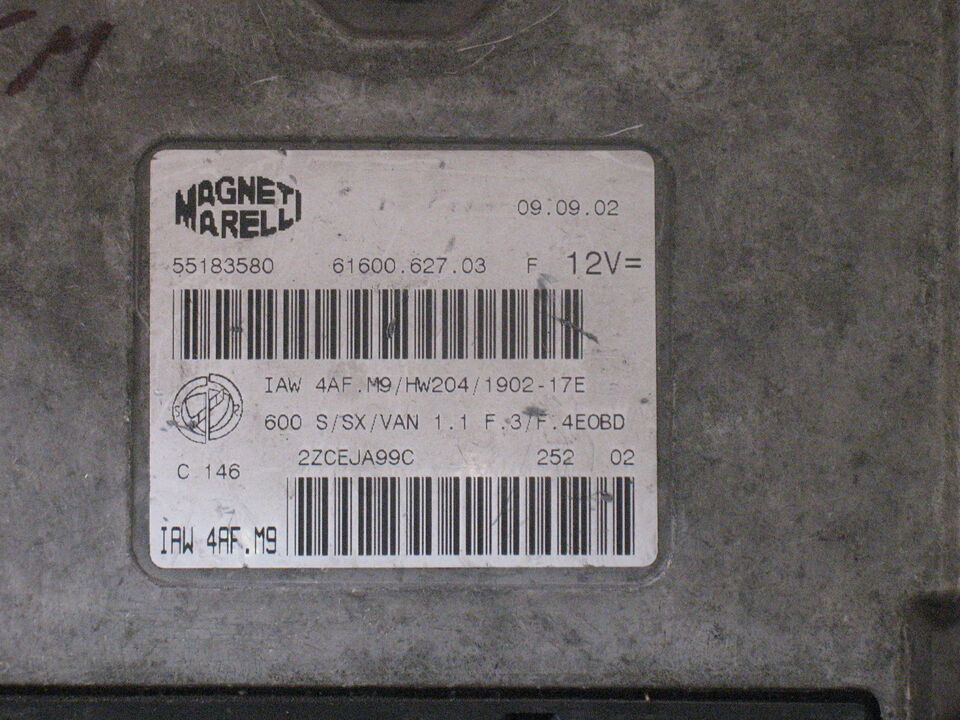 MAGNETI
MARELLI
09.09.02
55183580 61600.627.03 F 12V=
IAW 4AF.M9/HW204/1902-17E
600 S/SX/VAN 1.1 F.3/F.4EOBD
2ZCEJA99C 252 02
C 146
IAW 4AF.M9